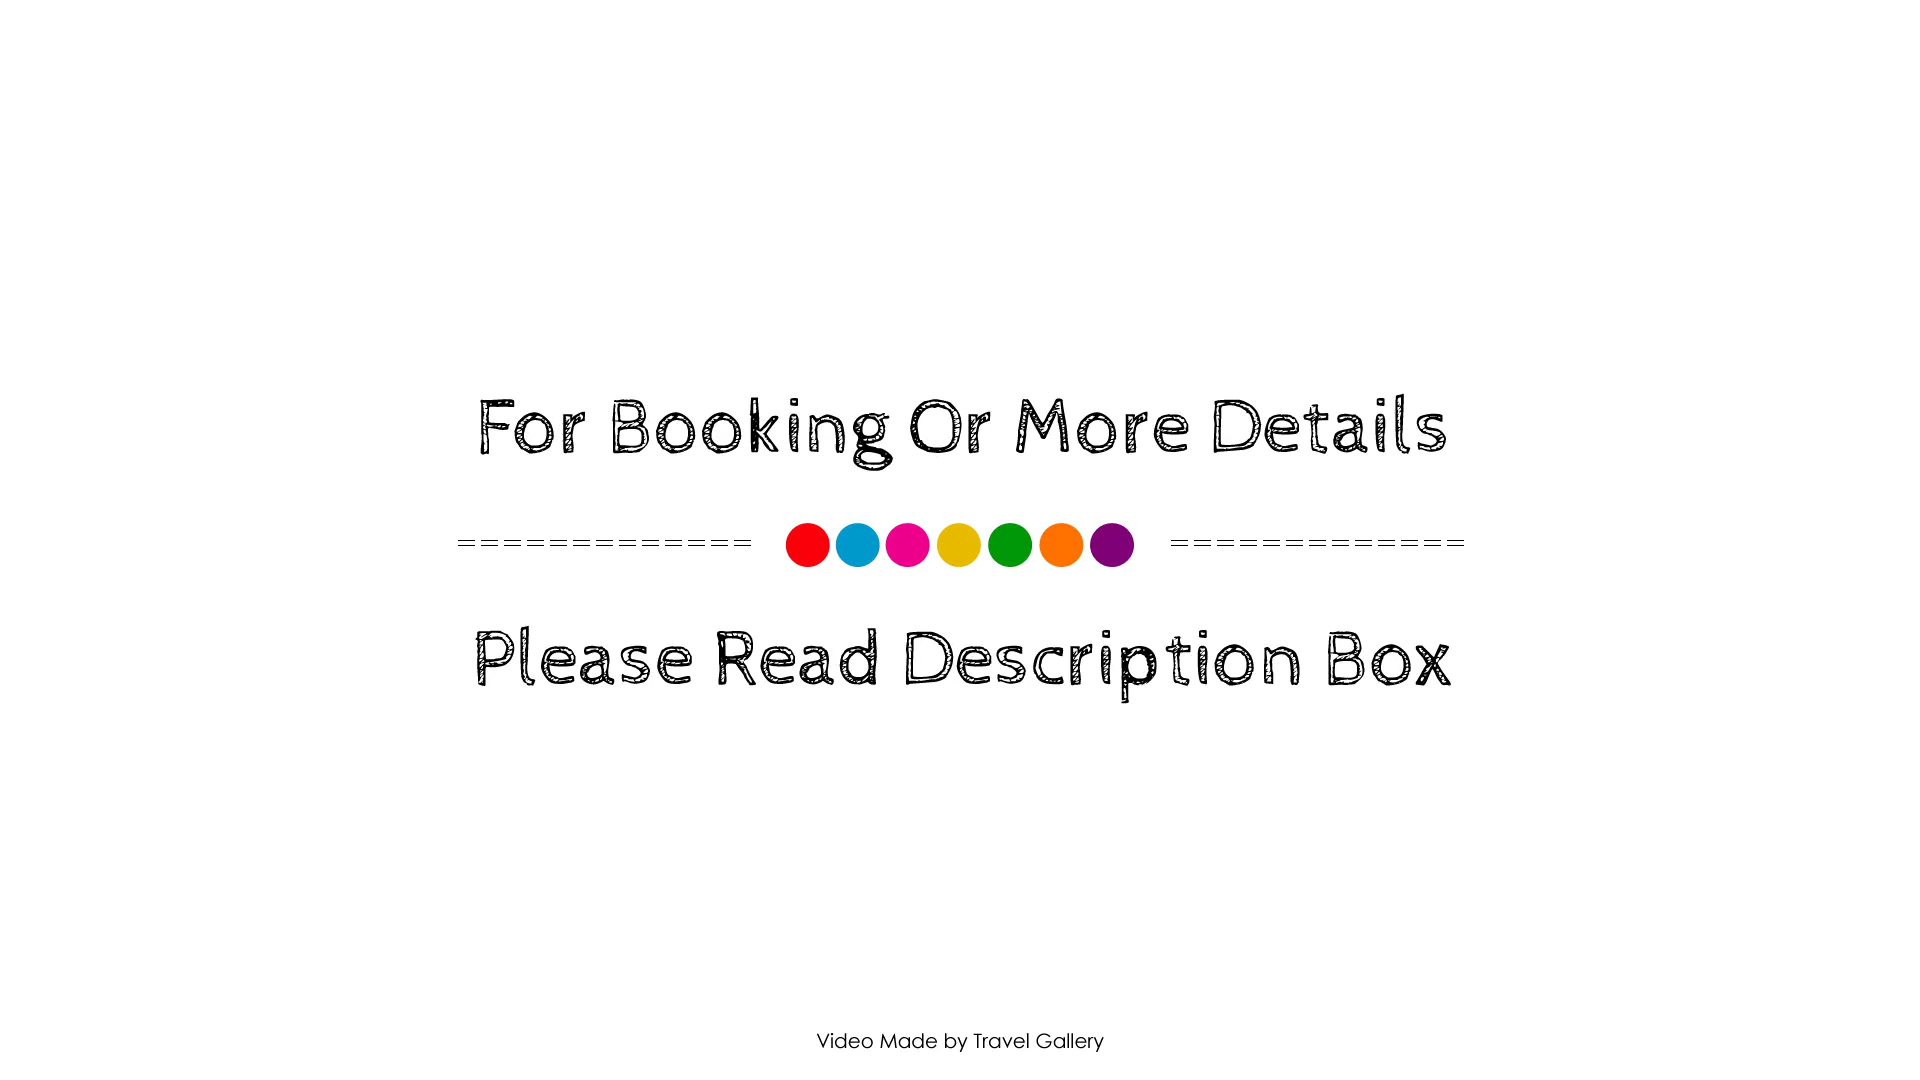 For Booking Or More Details
============= =============
Please Read Description Box
Video Made by Travel Gallery